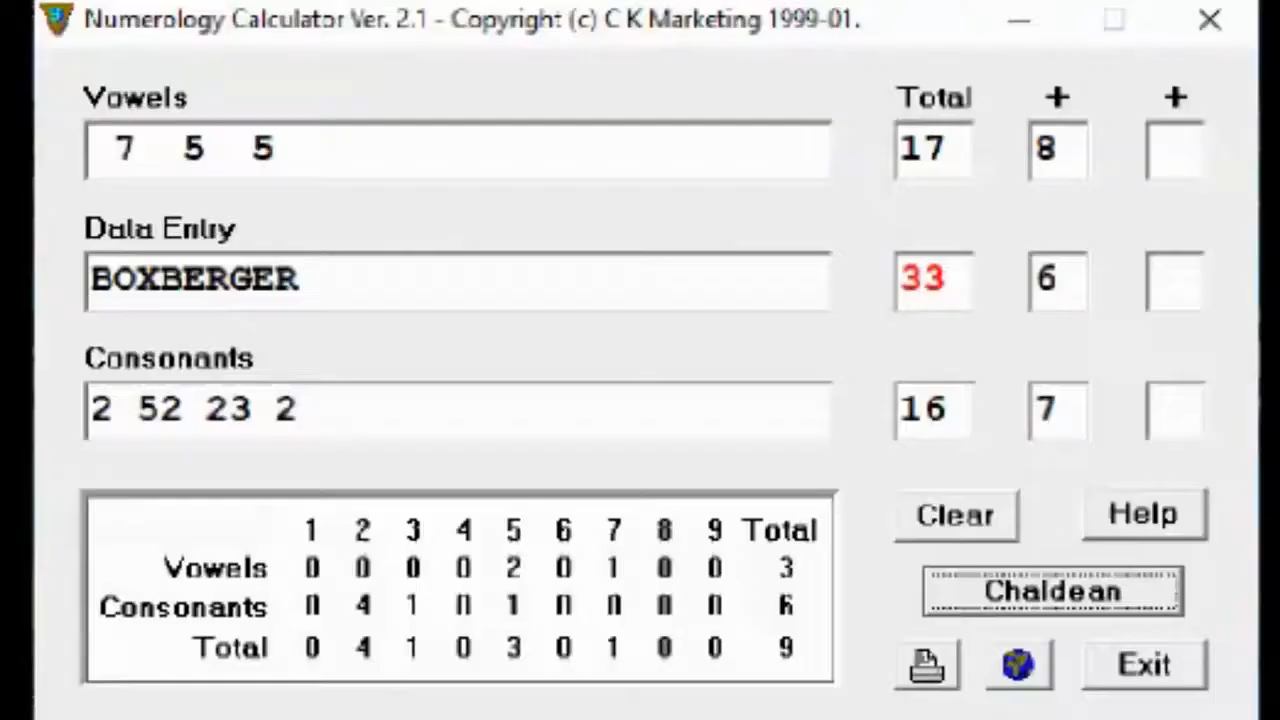 Numerology Calculator Ver. 2.1 - Copyright (c) C K Marketing 1999-01.
Vowels Total + +
7 5 5 17 8
Data Entry
BOXBERGER 33 6
Consonants
2 52 23 2 16 7
1 2 3 4 5 6 7 8 9 Total
Vowels 0 0 0 0 2 0 1 0 0 3
Consonants 0 4 1 0 1 0 0 0 0 6
Total 0 4 1 0 3 0 1 0 0 9
Clear Help
Chaldean
Exit